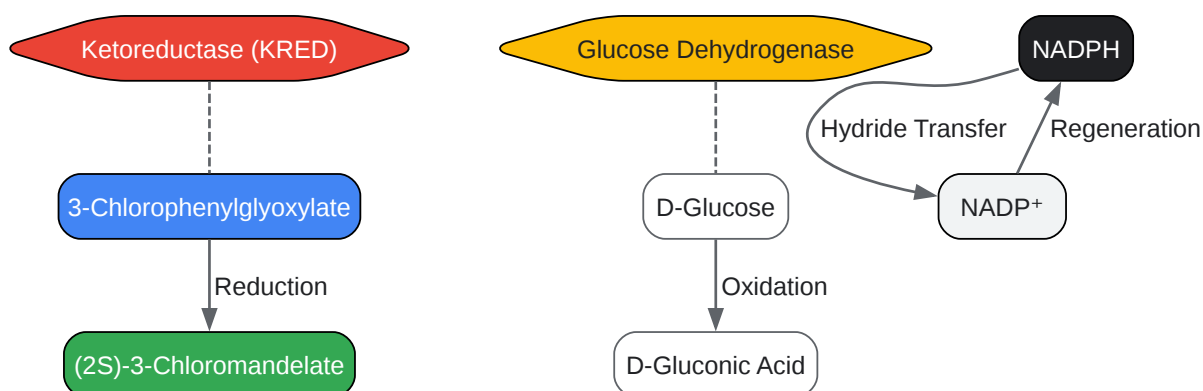 Ketoreductase (KRED)
Glucose Dehydrogenase
NADPH
Hydride Transfer
Regeneration
3-Chlorophenylglyoxylate
D-Glucose
NADP⁺
Reduction
Oxidation
(2S)-3-Chloromandelate
D-Gluconic Acid